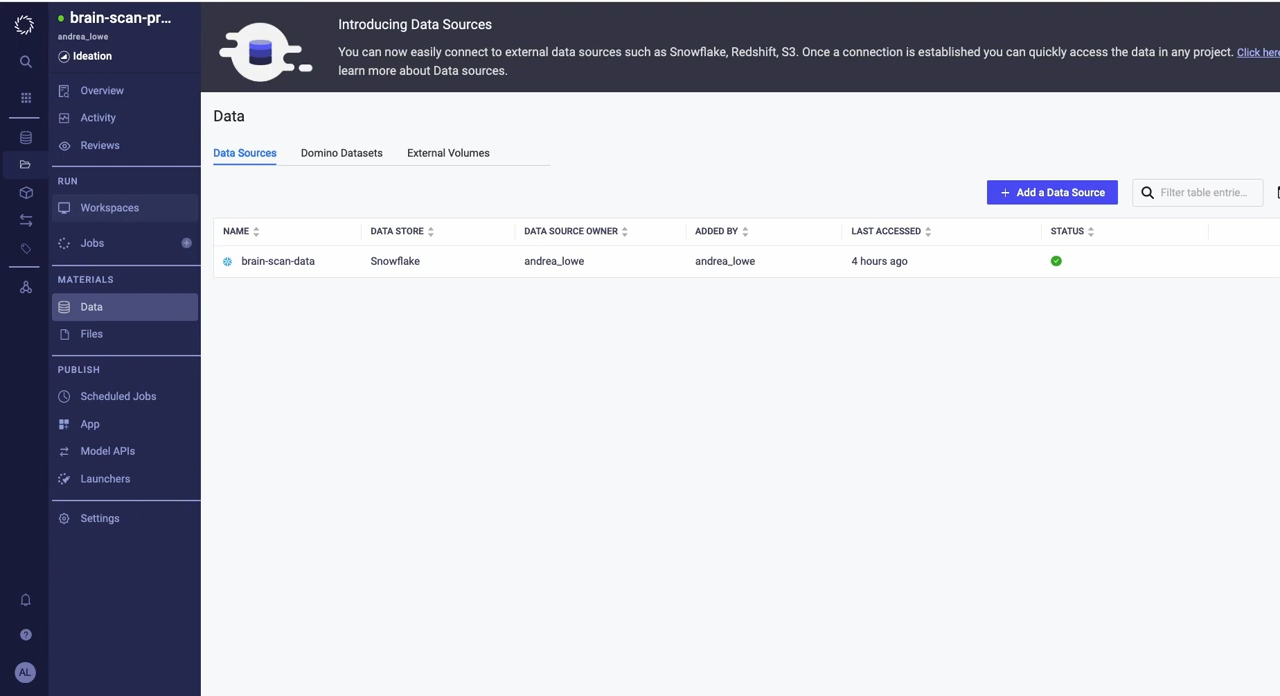 brain-scan-pr...
andrea_lowe
Ideation
Overview
Activity
Reviews
RUN
Workspaces
Jobs
MATERIALS
Data
Files
PUBLISH
Scheduled Jobs
App
Model APIs
Launchers
Settings
AL
Introducing Data Sources
You can now easily connect to external data sources such as Snowflake, Redshift, S3. Once a connection is established you can quickly access the data in any project. Click here
learn more about Data sources.
Data
Data Sources Domino Datasets External Volumes
+ Add a Data Source Filter table entrie...
NAME DATA STORE DATA SOURCE OWNER ADDED BY LAST ACCESSED STATUS
brain-scan-data Snowflake andrea_lowe andrea_lowe 4 hours ago